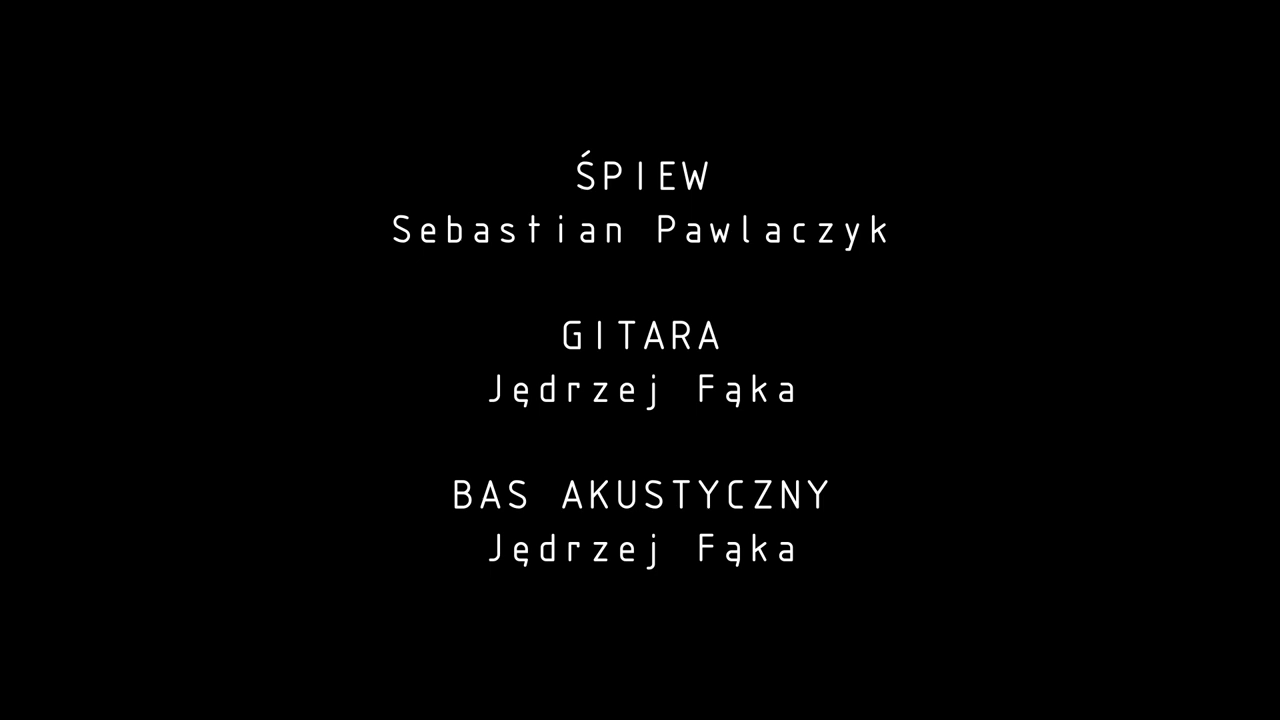 ŚPIEW
Sebastian Pawlaczyk
GITARA
Jędrzej Fąka
BAS AKUSTYCZNY
Jędrzej Fąka